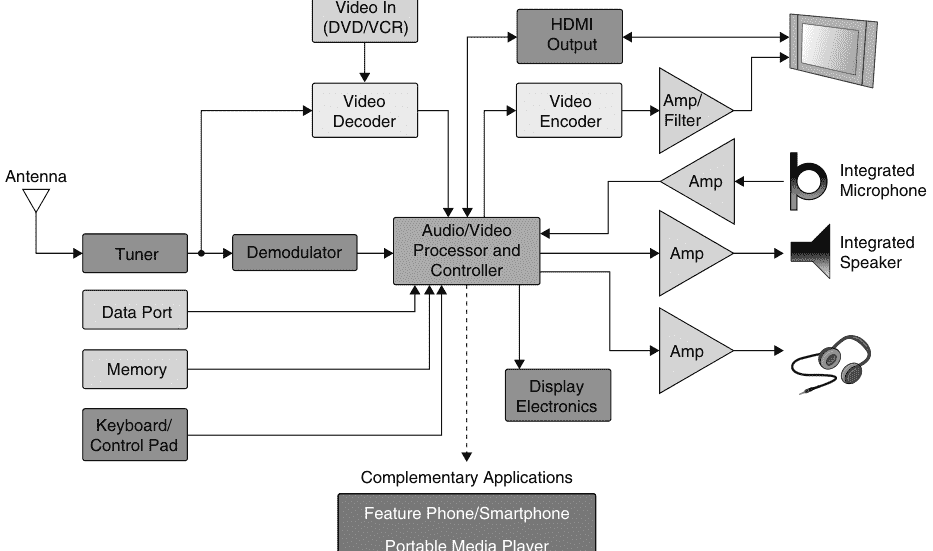 Video In
(DVD/VCR)
HDMI
Output
Video
Decoder
Video
Encoder
Amp/
Filter
Antenna
Amp
Integrated
Microphone
Tuner
Demodulator
Audio/Video
Processor and
Controller
Amp
Integrated
Speaker
Data Port
Memory
Amp
Display
Electronics
Keyboard/
Control Pad
Complementary Applications
Feature Phone/Smartphone
Portable Media Player